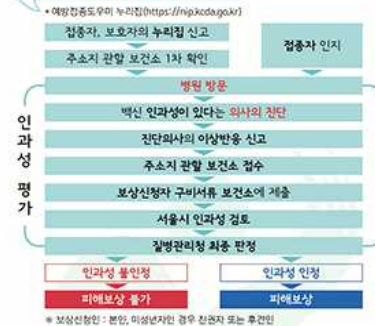 • 예방접종도우미 누리집(https://nip.kcda.go.kr)
접종자, 보호자의 누리집 신고
접종자 인지
주소지 관할 보건소 1차 확인
병원 방문
백신 인과성이 있다는 의사의 진단
진단의사의 이상반응 신고
주소지 관할 보건소 접수
보상신청자 구비서류 보건소에 제출
서울시 인과성 검토
질병관리청 최종 판정
인과성 평가
인과성 불인정
인과성 인정
피해보상 불가
피해보상
※ 보상신청인 : 본인, 미성년자인 경우 친권자 또는 후견인